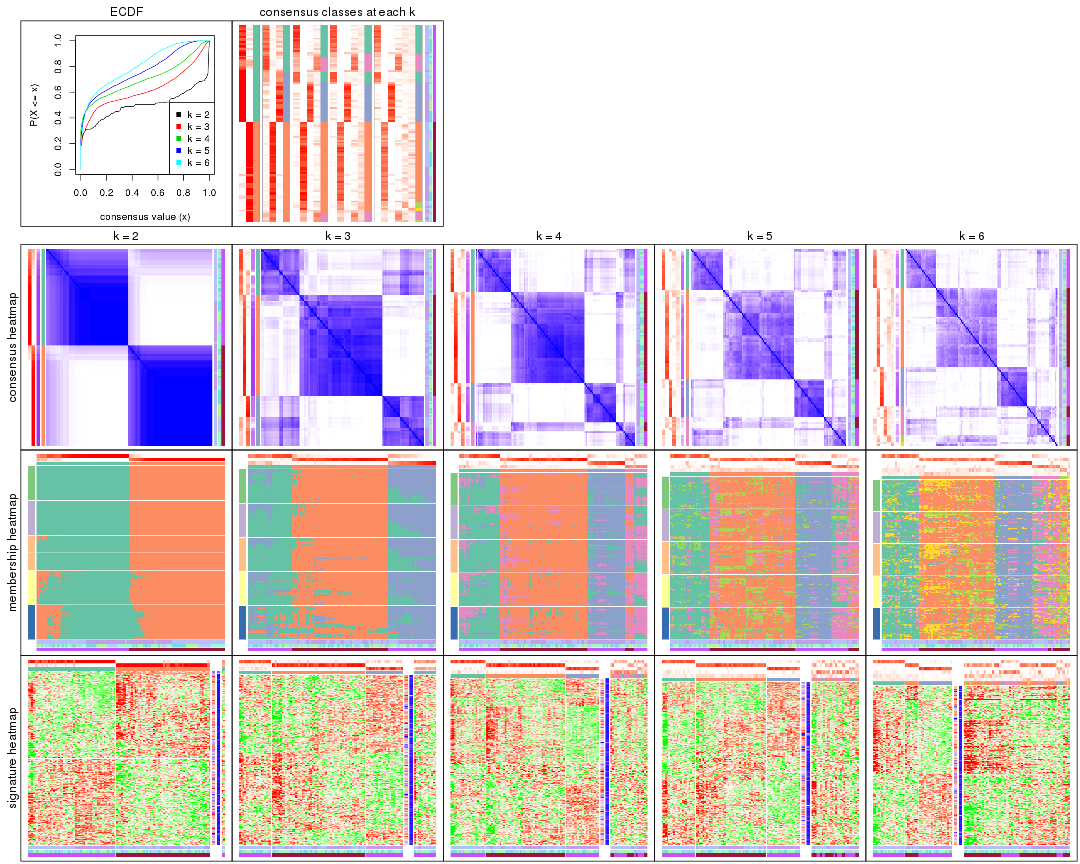 ECDF
consensus classes at each k
P(X <= x)
0.0 0.2 0.4 0.6 0.8 1.0
k = 2
k = 3
k = 4
k = 5
k = 6
0.0 0.2 0.4 0.6 0.8 1.0
consensus value (x)
k = 2
k = 3
k = 4
k = 5
k = 6
consensus heatmap
membership heatmap
signature heatmap